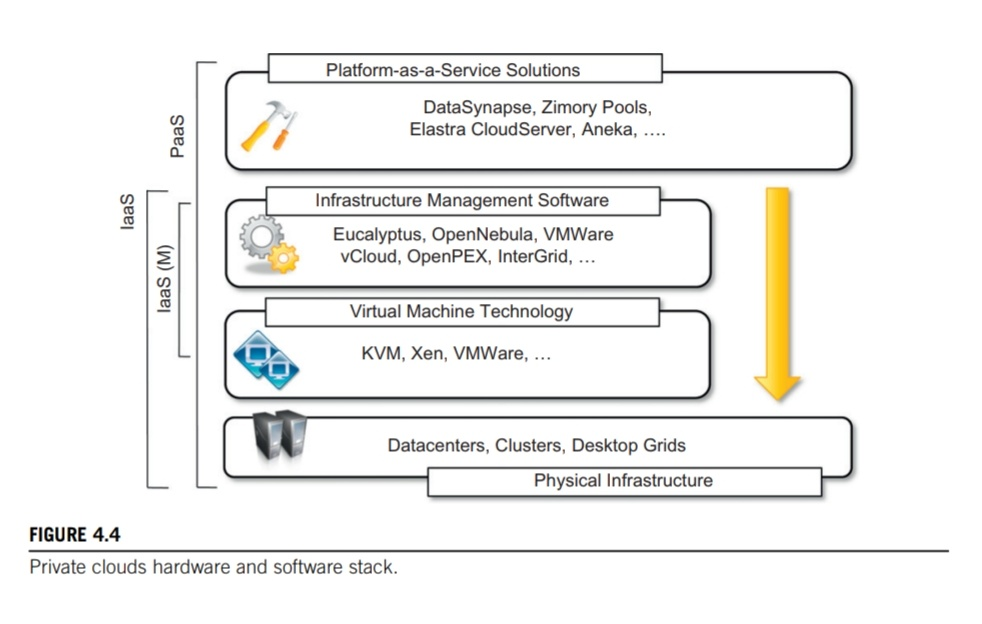 Platform-as-a-Service Solutions
DataSynapse, Zimory Pools,
Elastra CloudServer, Aneka, ….
PaaS
IaaS
IaaS (M)
Infrastructure Management Software
Eucalyptus, OpenNebula, VMWare
vCloud, OpenPEX, InterGrid, …
Virtual Machine Technology
KVM, Xen, VMWare, …
Datacenters, Clusters, Desktop Grids
Physical Infrastructure
FIGURE 4.4
Private clouds hardware and software stack.